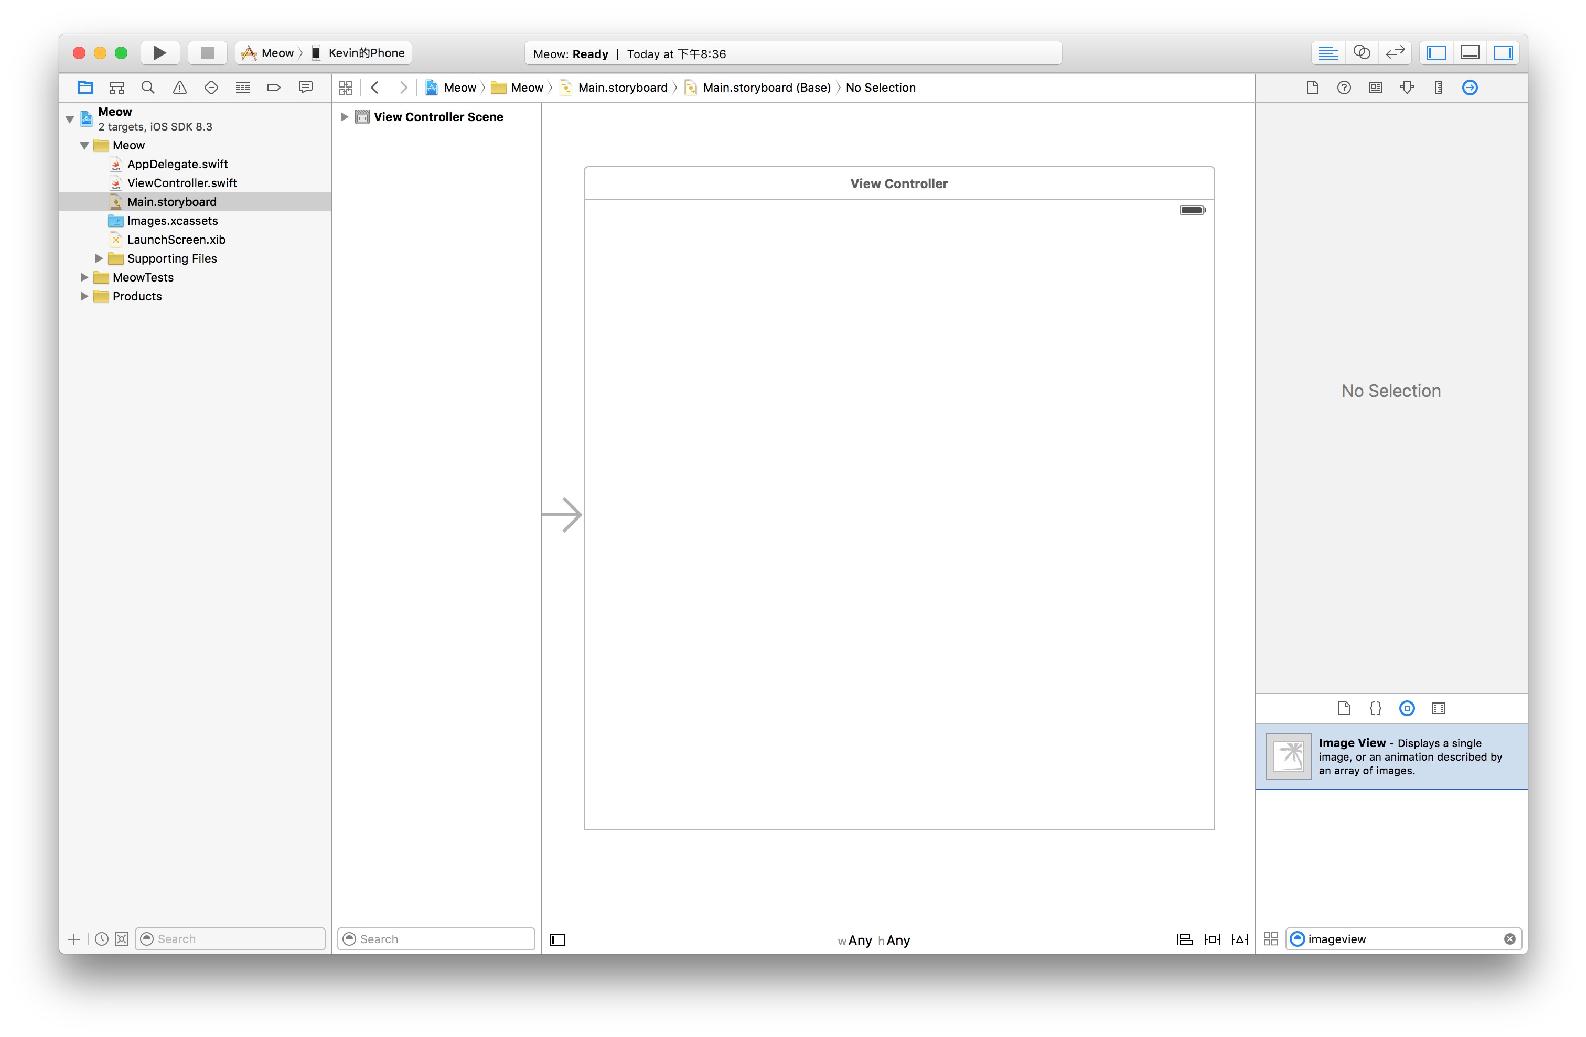 Meow 〉 Kevin的Phone
Meow: Ready | Today at 下午8:36
Meow 〉 Meow 〉 Main.storyboard 〉 Main.storyboard (Base) 〉 No Selection
Meow
2 targets, iOS SDK 8.3
Meow
AppDelegate.swift
ViewController.swift
Main.storyboard
Images.xcassets
LaunchScreen.xib
Supporting Files
MeowTests
Products
View Controller Scene
View Controller
No Selection
Image View - Displays a single
image, or an animation described by
an array of images.
Search
Search
wAny hAny
imageview